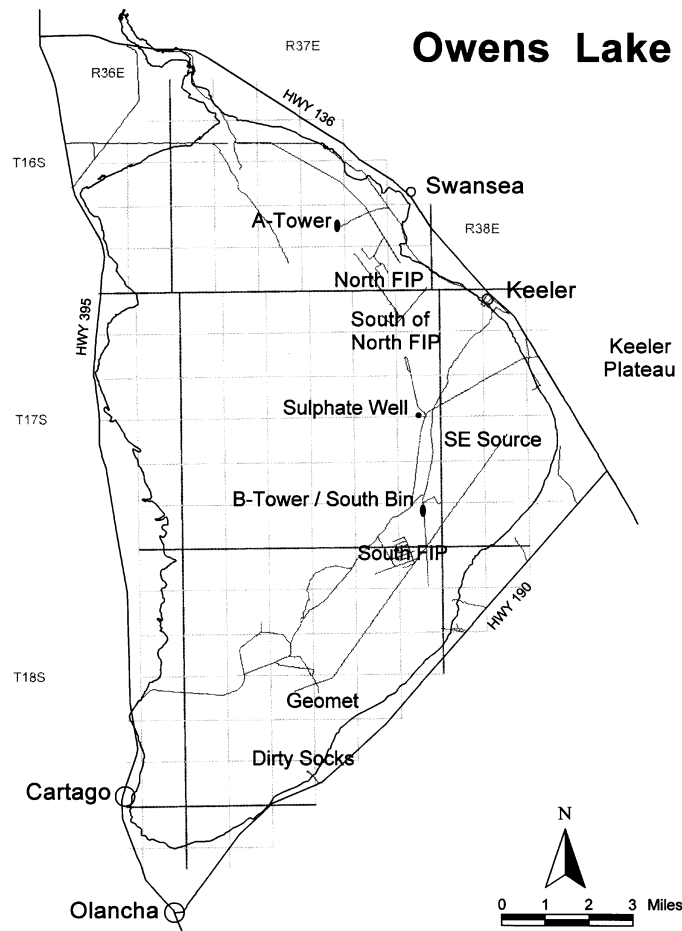 Owens Lake
R37E
R36E
HWY 136
T16S
Swansea
A-Tower
R38E
North FIP
Keeler
HWY 395
South of
North FIP
Keeler
Plateau
Sulphate Well
T17S
SE Source
B-Tower / South Bin
South FIP
HWY 190
T18S
Geomet
Dirty Socks
Cartago
N
Olancha
0 1 2 3 Miles